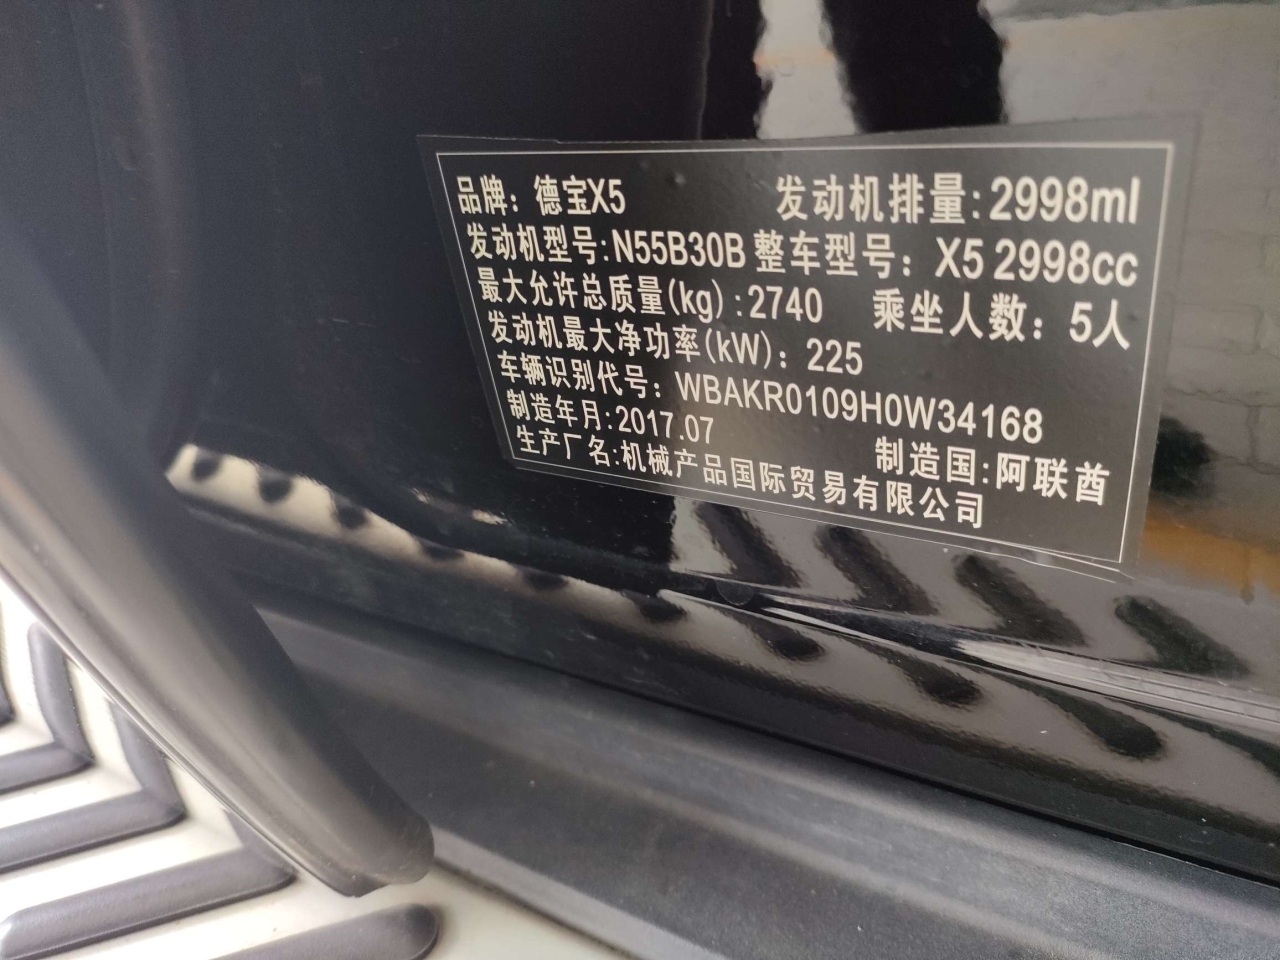 品牌：德宝X5 发动机排量:2998ml
发动机型号:N55B30B 整车型号：X5 2998cc
最大允许总质量(kg):2740 乘坐人数：5人
发动机最大净功率(kW)：225
车辆识别代号：WBAKR0109H0W34168
制造年月:2017.07 制造国:阿联酋
生产厂名:机械产品国际贸易有限公司